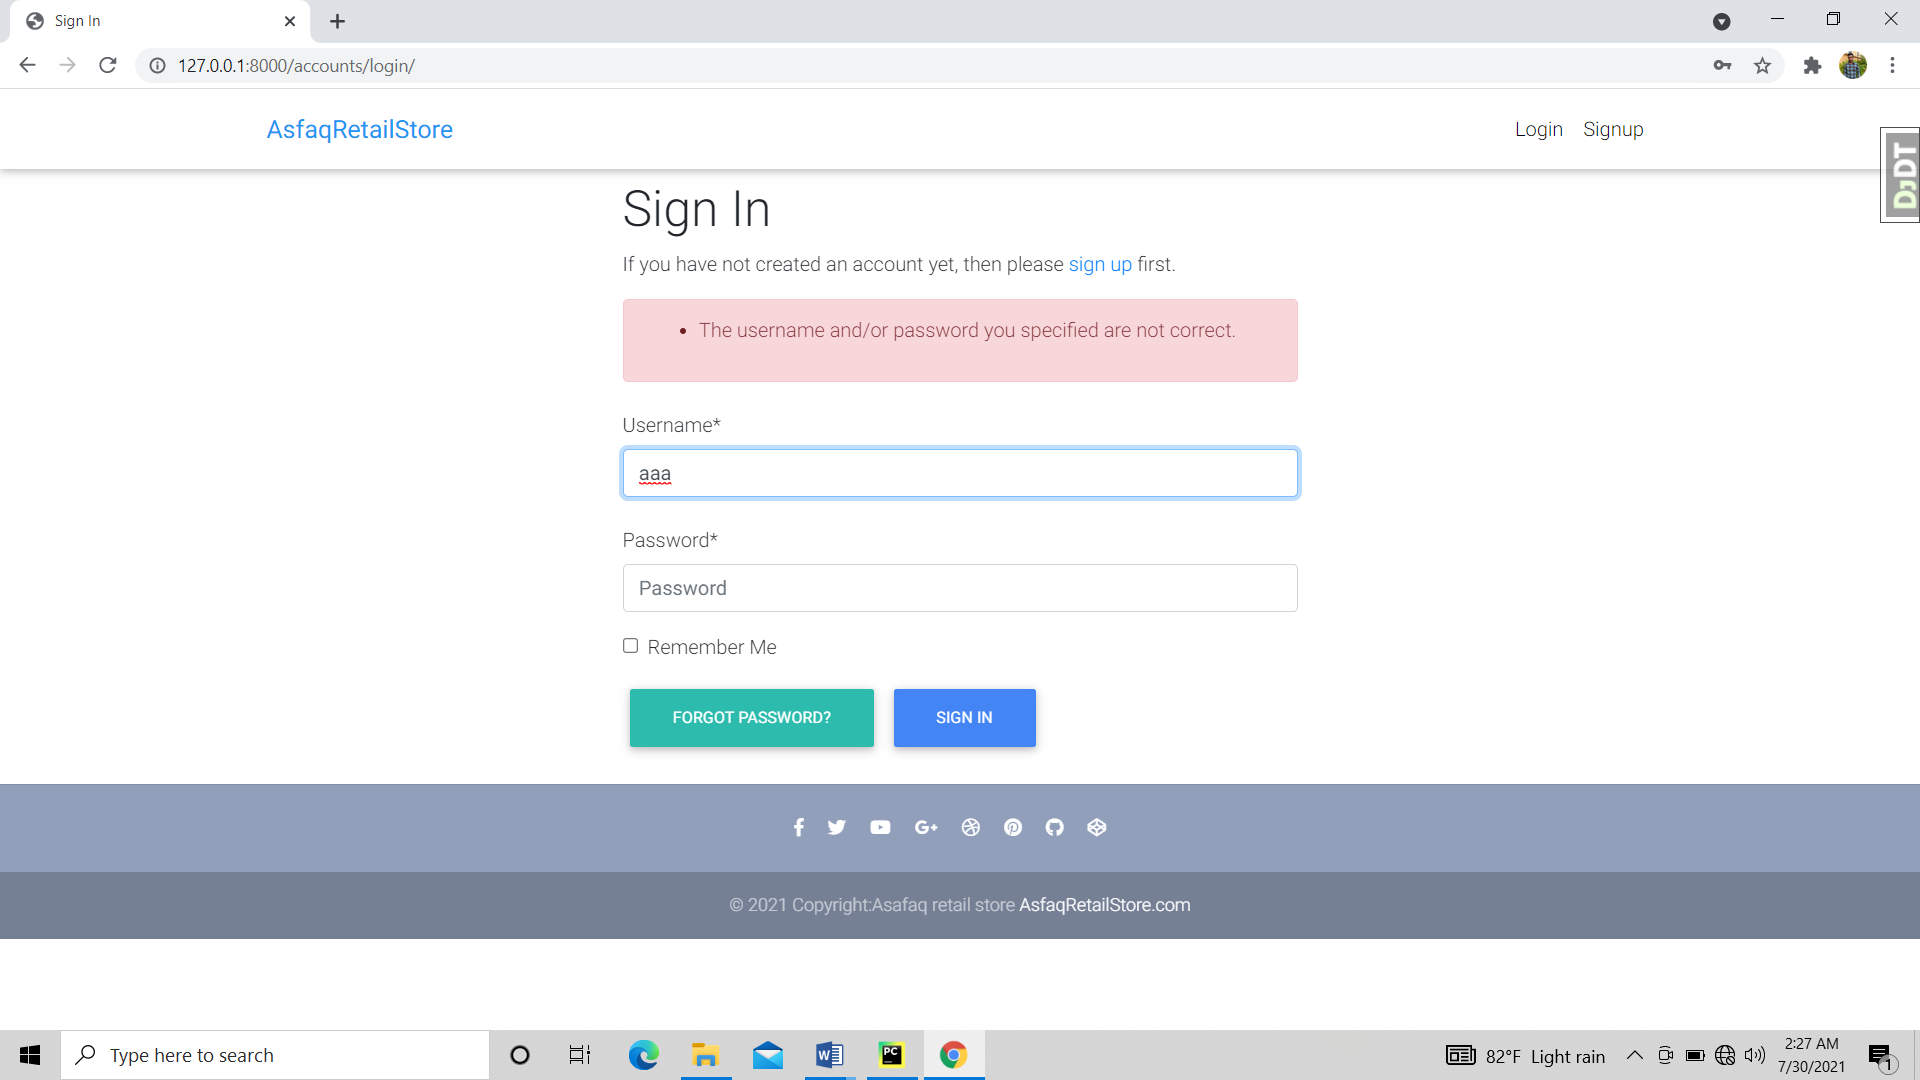 Sign In
127.0.0.1:8000/accounts/login/
AsfaqRetailStore
Login Signup
DJDT
Sign In
If you have not created an account yet, then please sign up first.
The username and/or password you specified are not correct.
Username*
aaa
Password*
Password
Remember Me
FORGOT PASSWORD? SIGN IN
© 2021 Copyright:Asafaq retail store AsfaqRetailStore.com
Type here to search
82°F Light rain
2:27 AM
7/30/2021
1